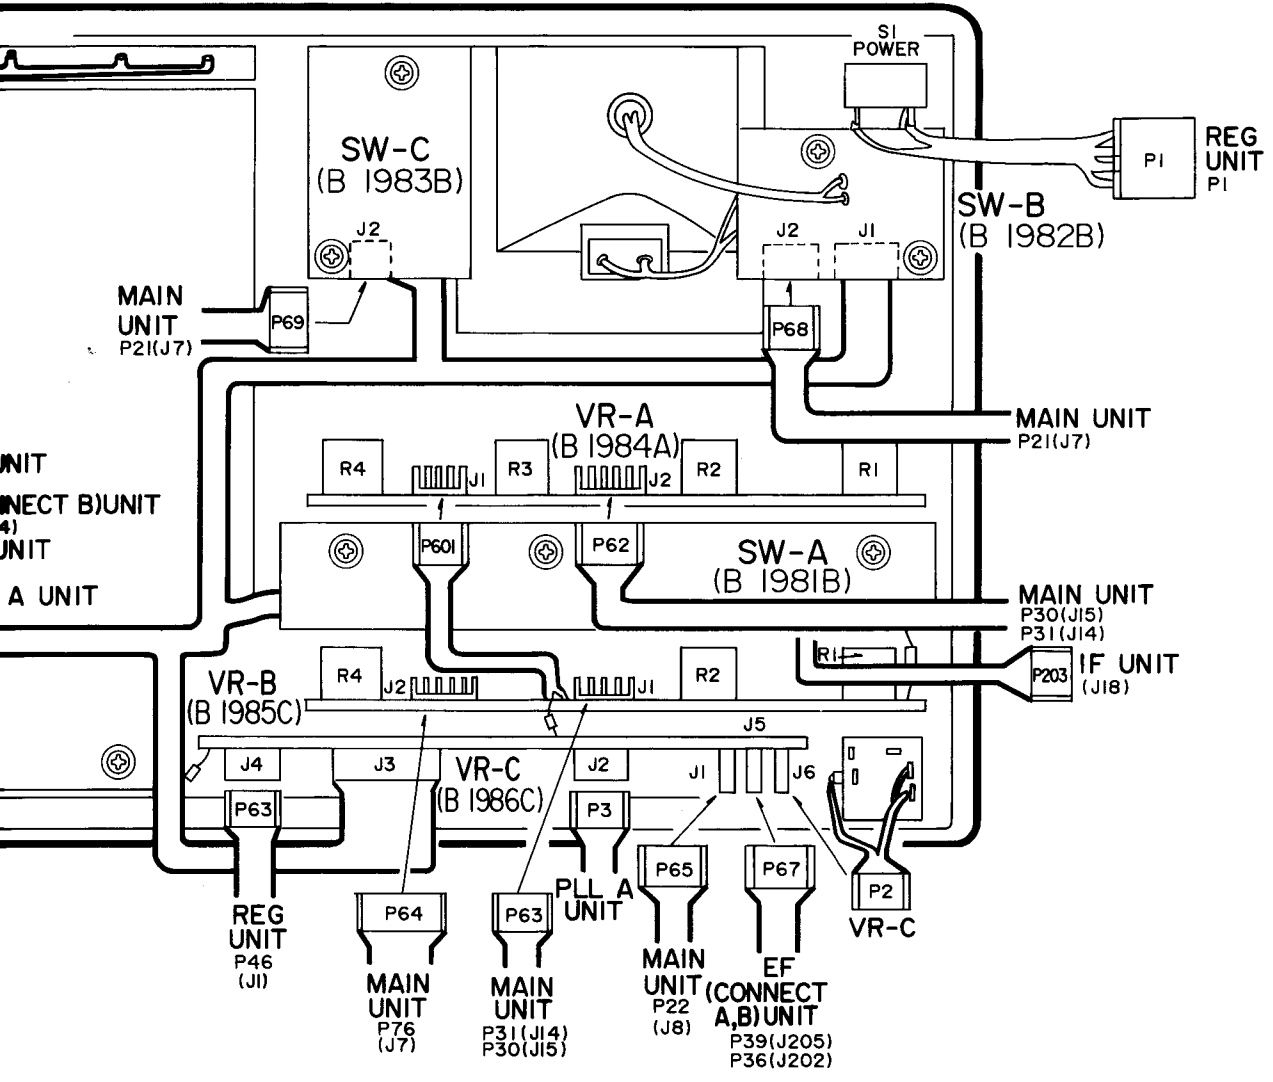 S1
POWER
P1
REG
UNIT
P1
SW-C
(B 1983B)
J2
J2
J1
SW-B
(B 1982B)
MAIN
UNIT
P21(J7)
P69
P68
MAIN UNIT
P21(J7)
VR-A
(B 1984A)
R4
J1
R3
J2
R2
R1
UNIT
NNECT B)UNIT
4)
UNIT
A UNIT
P601
P62
SW-A
(B 1981B)
MAIN UNIT
P30(J15)
P31(J14)
R1
P203
IF UNIT
(J18)
VR-B
(B 1985C)
R4
J2
J1
R2
J5
J4
J3
VR-C
(B 1986C)
J2
J1
J6
P63
P3
P65
P67
P2
VR-C
REG
UNIT
P46
(J1)
P64
MAIN
UNIT
P76
(J7)
P63
MAIN
UNIT
P31(J14)
P30(J15)
PLL A
UNIT
MAIN
UNIT
P22
(J8)
EF
(CONNECT
A,B)UNIT
P39(J205)
P36(J202)